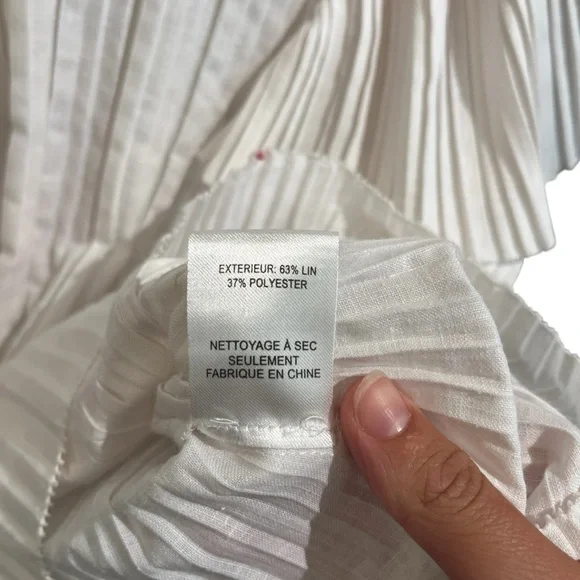 EXTERIEUR: 63% LIN
37% POLYESTER
NETTOYAGE À SEC
SEULEMENT
FABRIQUE EN CHINE